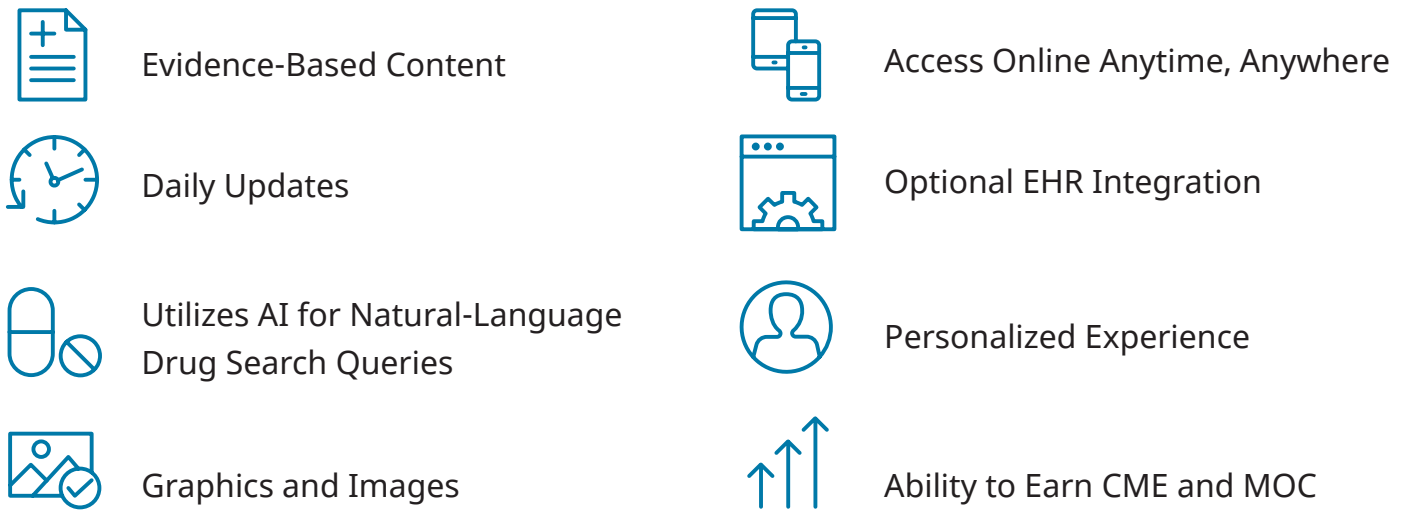 Evidence-Based Content
Daily Updates
Utilizes AI for Natural-Language
Drug Search Queries
Graphics and Images
Access Online Anytime, Anywhere
Optional EHR Integration
Personalized Experience
Ability to Earn CME and MOC